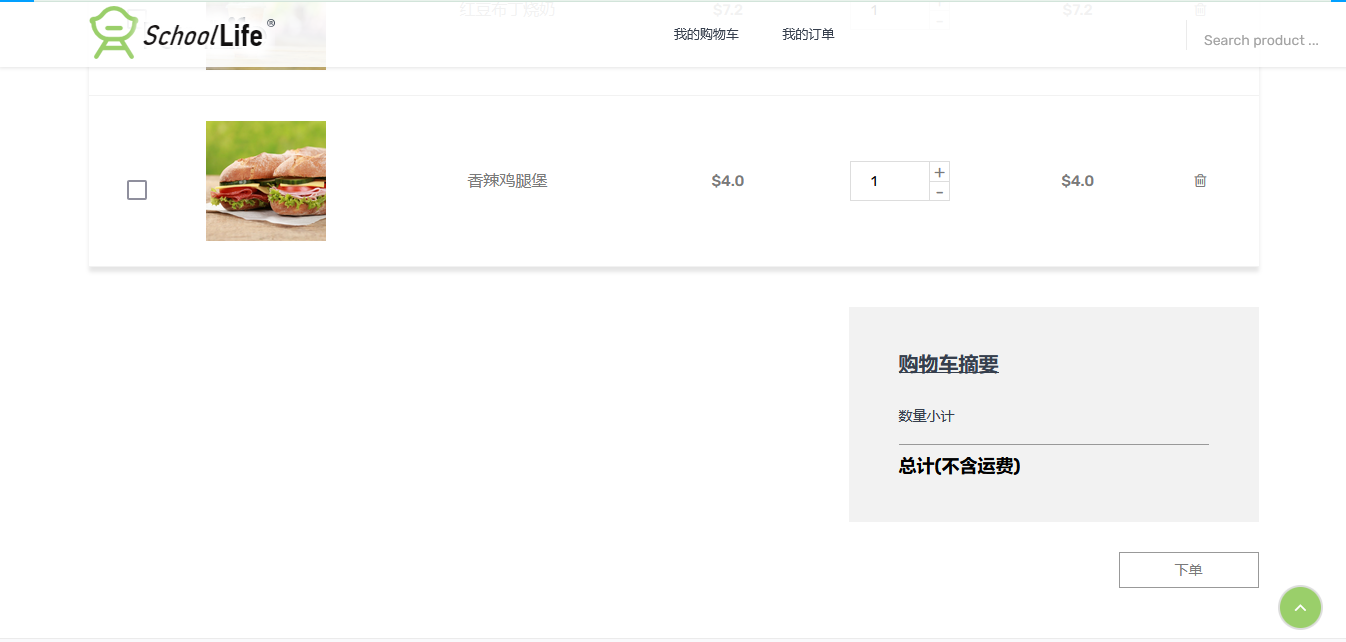 红豆布丁烧奶 $7.2 1 - $7.2
SchoolLife®
我的购物车 我的订单
Search product ...
香辣鸡腿堡 $4.0 1 + - $4.0
购物车摘要
数量小计
总计(不含运费)
下单